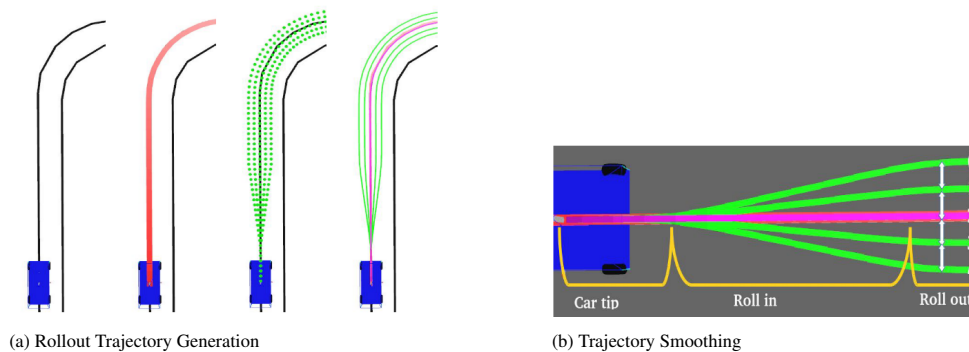 Car tip
Roll in
Roll out
(a) Rollout Trajectory Generation
(b) Trajectory Smoothing